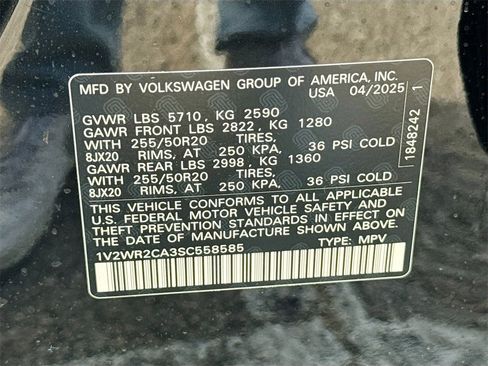 MFD BY VOLKSWAGEN GROUP OF AMERICA, INC.
USA 04/2025
GVWR LBS 5710, KG 2590
GAWR FRONT LBS 2822, KG 1280
WITH 255/50R20 TIRES,
8JX20 RIMS, AT 250 KPA, 36 PSI COLD
GAWR REAR LBS 2998, KG 1360
WITH 255/50R20 TIRES,
8JX20 RIMS, AT 250 KPA, 36 PSI COLD
THIS VEHICLE CONFORMS TO ALL APPLICABLE
U.S. FEDERAL MOTOR VEHICLE SAFETY AND
THEFT PREVENTION STANDARDS IN EFFECT ON
THE DATE OF MANUFACTURE SHOWN ABOVE.
1V2WR2CA3SC558585 TYPE: MPV
1848242 1